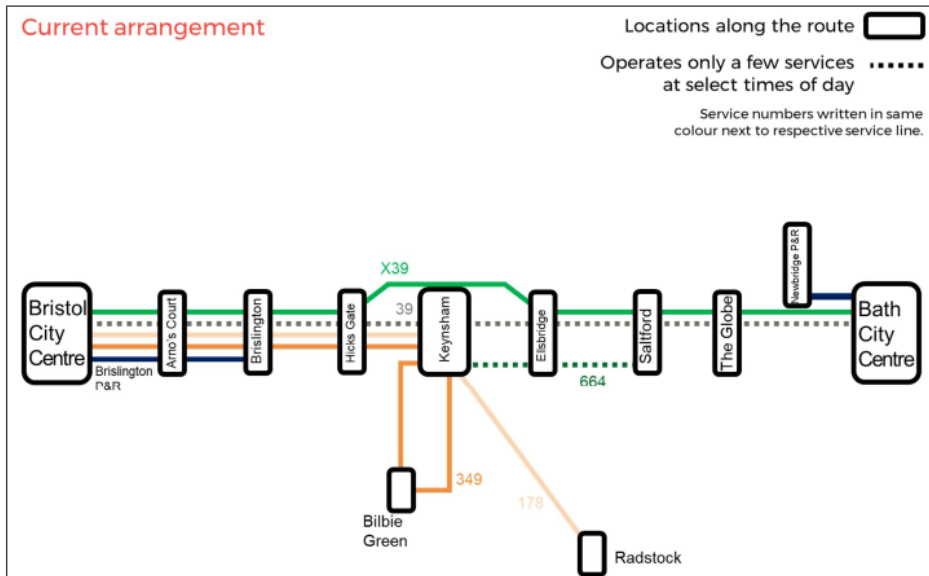 Current arrangement
Locations along the route
Operates only a few services
at select times of day
Service numbers written in same
colour next to respective service line.
X39
39
Bristol
City
Centre
Arno's Court
Brislington
Hicks Gate
Keynsham
Ellsbridge
Saltford
The Globe
Newbridge P&R
Bath
City
Centre
Brislington
P&R
664
349
178
Bilbie
Green
Radstock